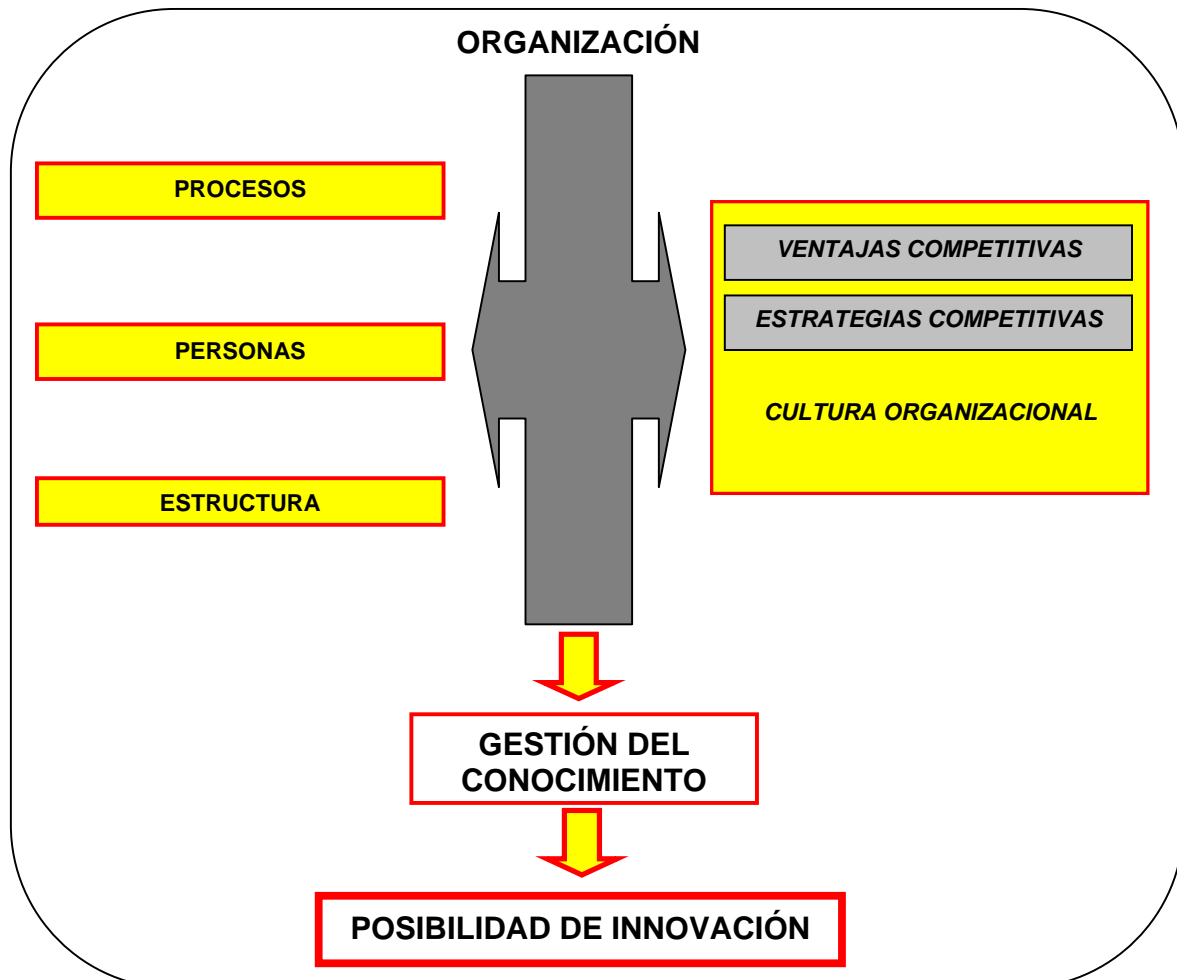 ORGANIZACIÓN
PROCESOS
PERSONAS
ESTRUCTURA
VENTAJAS COMPETITIVAS
ESTRATEGIAS COMPETITIVAS
CULTURA ORGANIZACIONAL
GESTIÓN DEL
CONOCIMIENTO
POSIBILIDAD DE INNOVACIÓN